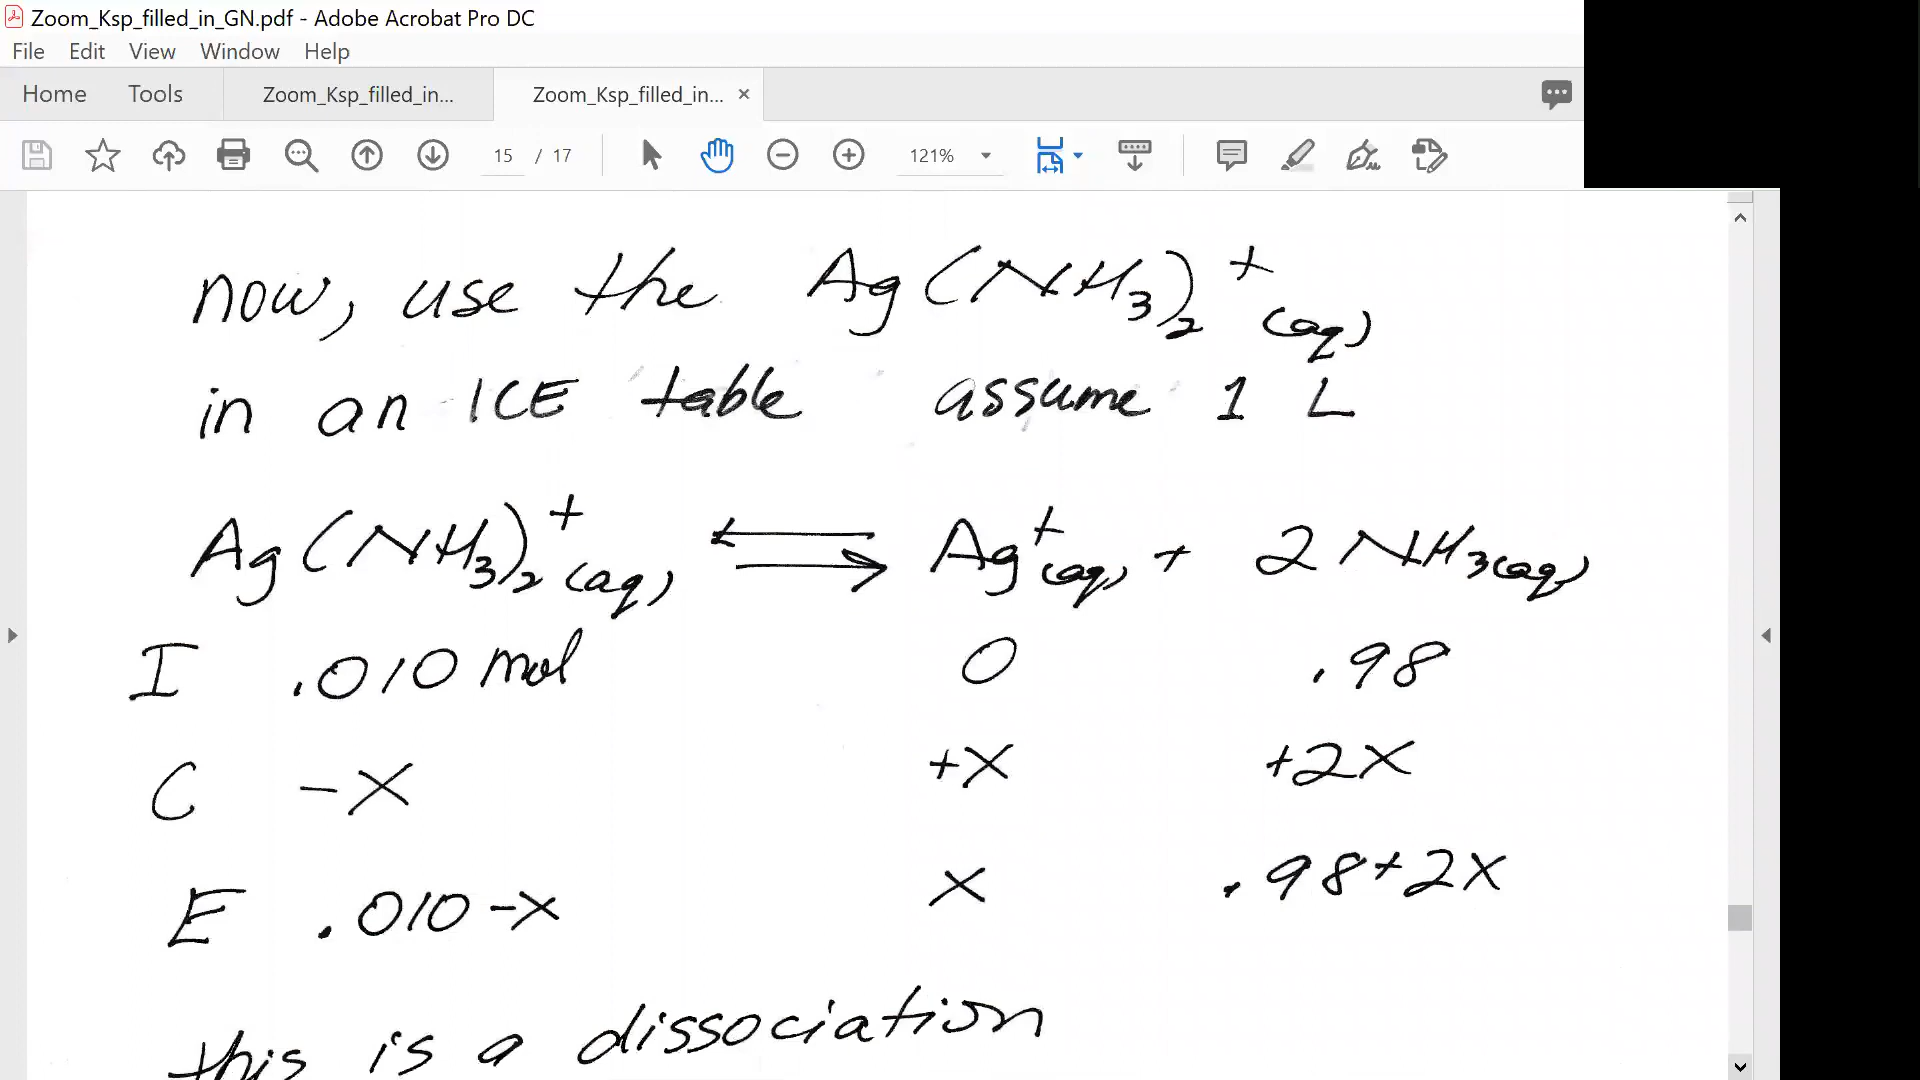 Zoom_Ksp_filled_in_GN.pdf - Adobe Acrobat Pro DC
File Edit View Window Help
Home Tools Zoom_Ksp_filled_in... Zoom_Ksp_filled_in... ×
15 / 17 121%
now, use the Ag(NH₃)₂⁺(aq)
in an ICE table assume 1 L
Ag(NH₃)₂⁺(aq) ⇌ Ag⁺(aq) + 2 NH₃(aq)
I .010 mol 0 .98
C -X +X +2X
E .010-X X .98+2X
this is a dissociation